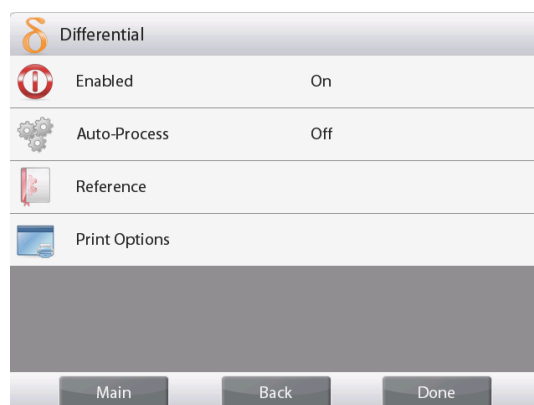 δ Differential
Enabled On
Auto-Process Off
Reference
Print Options
Main Back Done